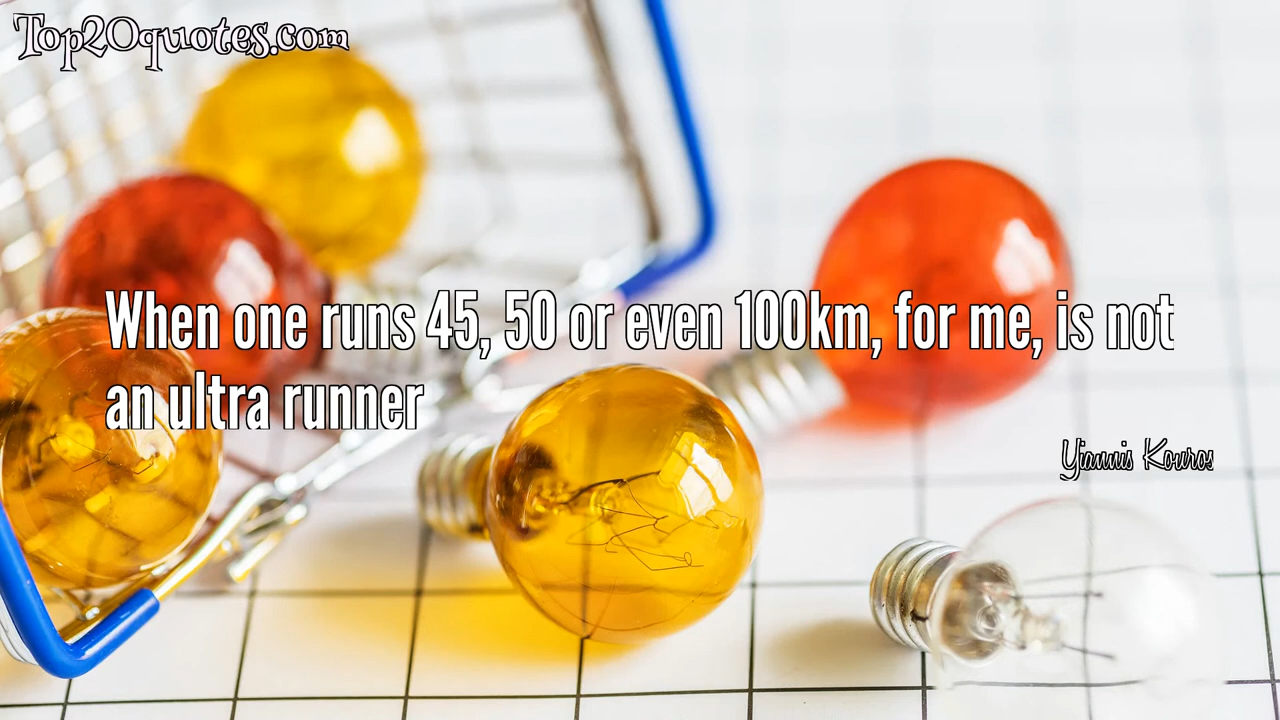 Top20quotes.com
When one runs 45, 50 or even 100km, for me, is not
an ultra runner
Yiannis Kouros